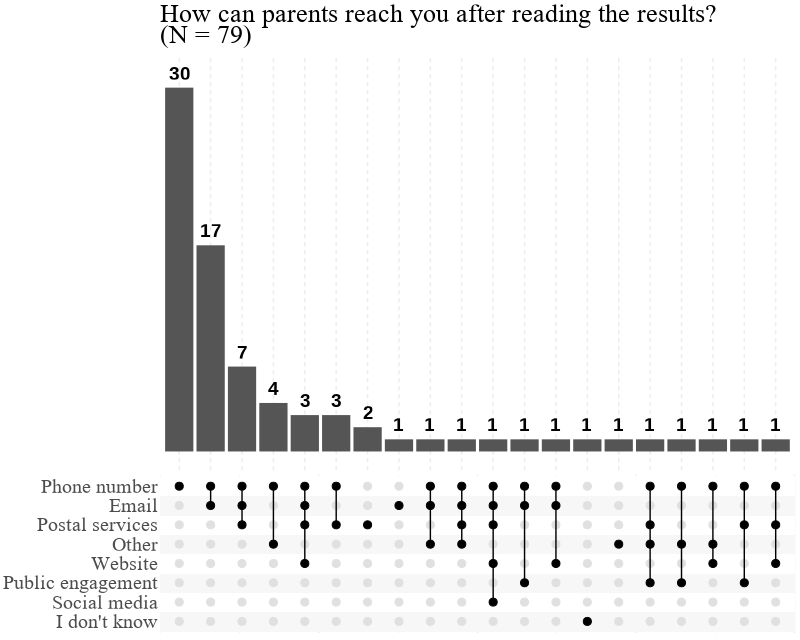 How can parents reach you after reading the results?
(N = 79)
30
17
7
4
3
3
2
1
1
1
1
1
1
1
1
1
1
1
1
1
Phone number
Email
Postal services
Other
Website
Public engagement
Social media
I don't know